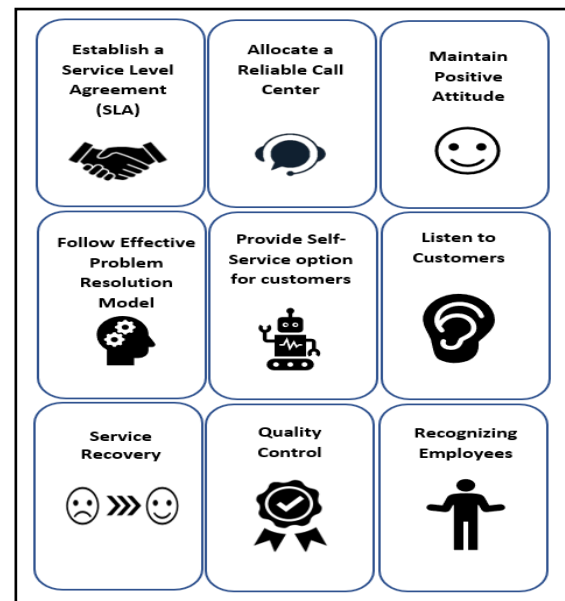 Establish a
Service Level
Agreement
(SLA)
Allocate a
Reliable Call
Center
Maintain
Positive
Attitude
Follow Effective
Problem
Resolution
Model
Provide Self-
Service option
for customers
Listen to
Customers
Service
Recovery
Quality
Control
Recognizing
Employees